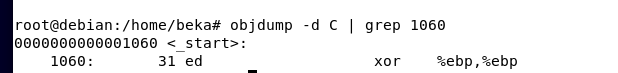 root@debian:/home/beka# objdump -d C | grep 1060
0000000000001060 <_start>:
1060: 31 ed xor %ebp,%ebp